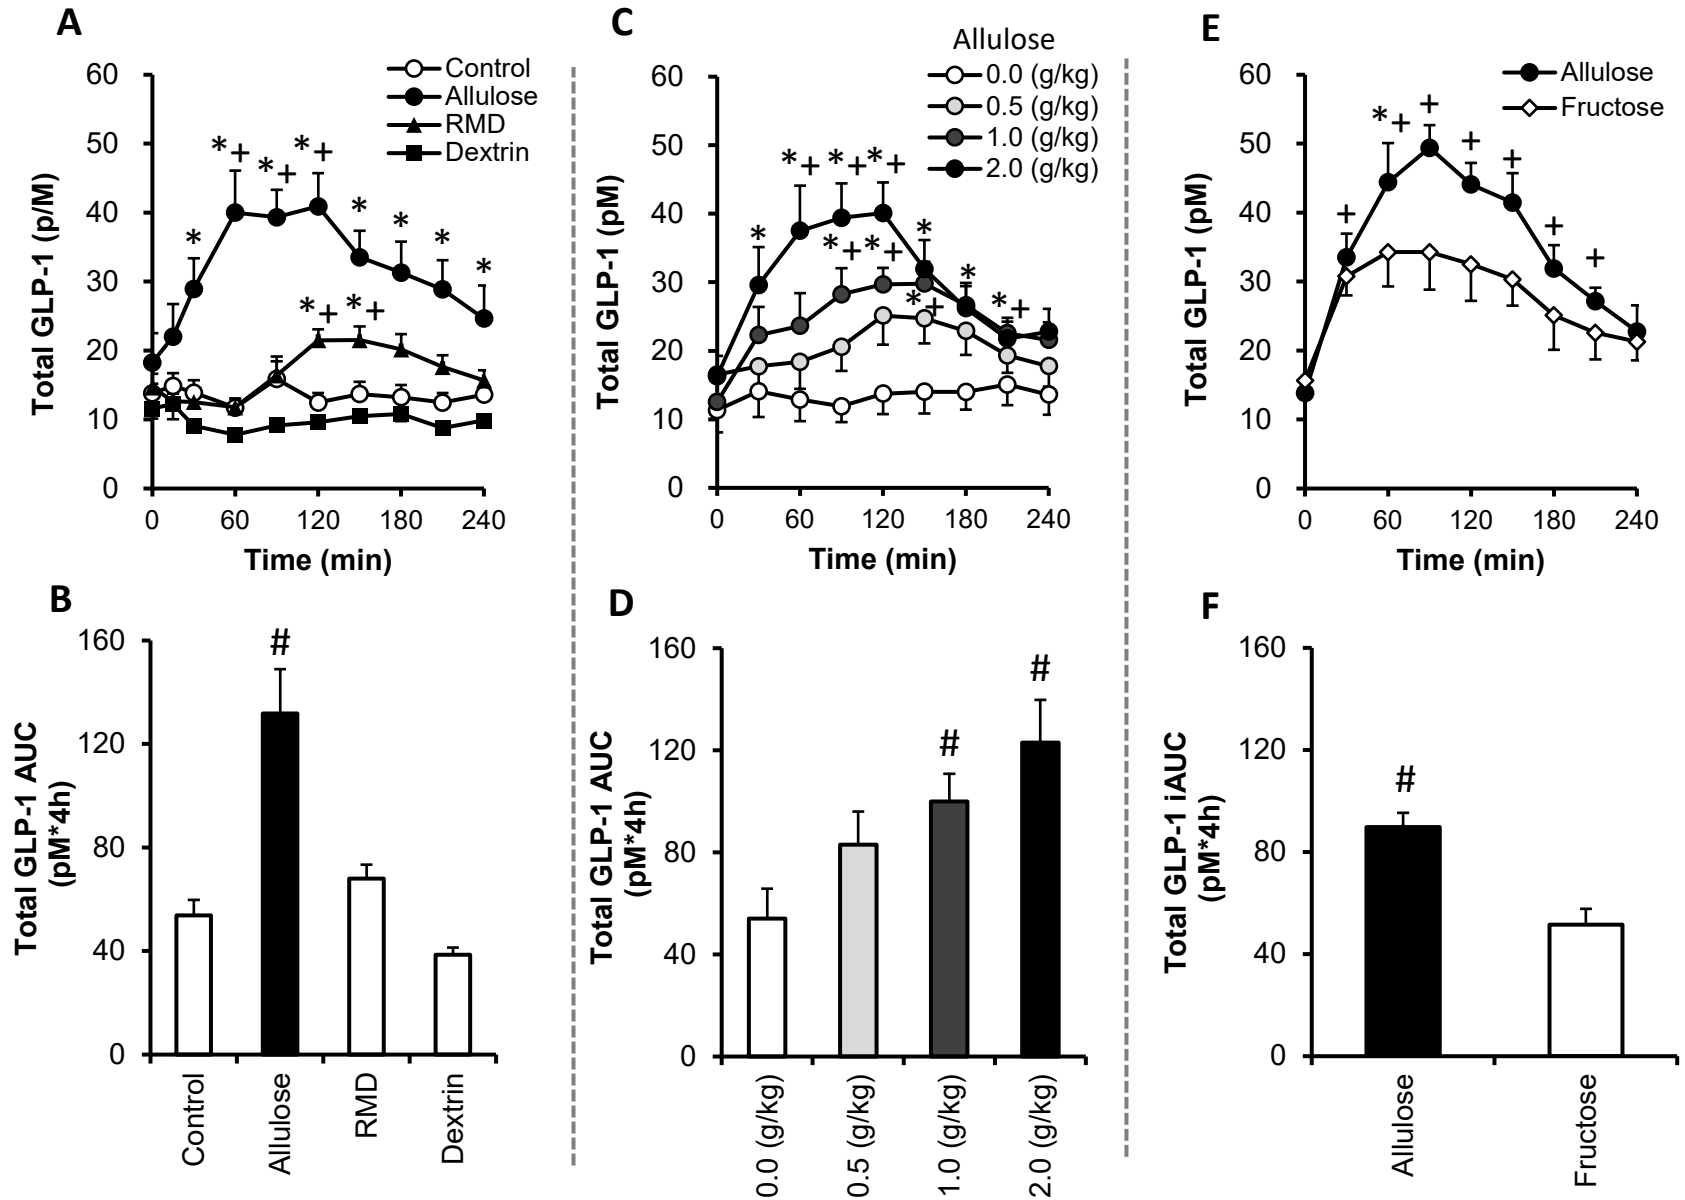 A
Control
Allulose
RMD
Dextrin
Total GLP-1 (p/M)
60
50
40
30
20
10
0
* *+ *+ *+ * * * *
*+ *+
0 60 120 180 240
Time (min)
B
Total GLP-1 AUC
(pM*4h)
160
120
80
40
0
#
Control
Allulose
RMD
Dextrin
C
Allulose
0.0 (g/kg)
0.5 (g/kg)
1.0 (g/kg)
2.0 (g/kg)
Total GLP-1 (pM)
60
50
40
30
20
10
0
* *+ *+ *+ *
*+ *+ * *+
*+
0 60 120 180 240
Time (min)
D
Total GLP-1 AUC
(pM*4h)
160
120
80
40
0
# #
0.0 (g/kg)
0.5 (g/kg)
1.0 (g/kg)
2.0 (g/kg)
E
Allulose
Fructose
Total GLP-1 (pM)
60
50
40
30
20
10
0
+ *+ + + + + +
0 60 120 180 240
Time (min)
F
Total GLP-1 iAUC
(pM*4h)
160
120
80
40
0
#
Allulose
Fructose